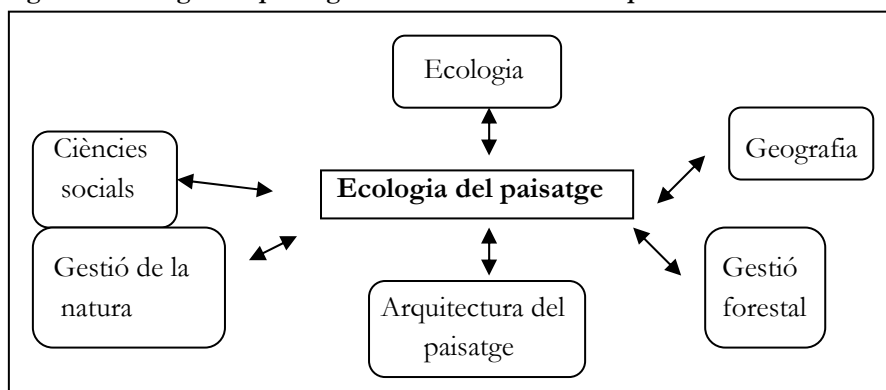 Ecologia
Ciències
socials
Geografia
Ecologia del paisatge
Gestió de la
natura
Gestió
forestal
Arquitectura del
paisatge